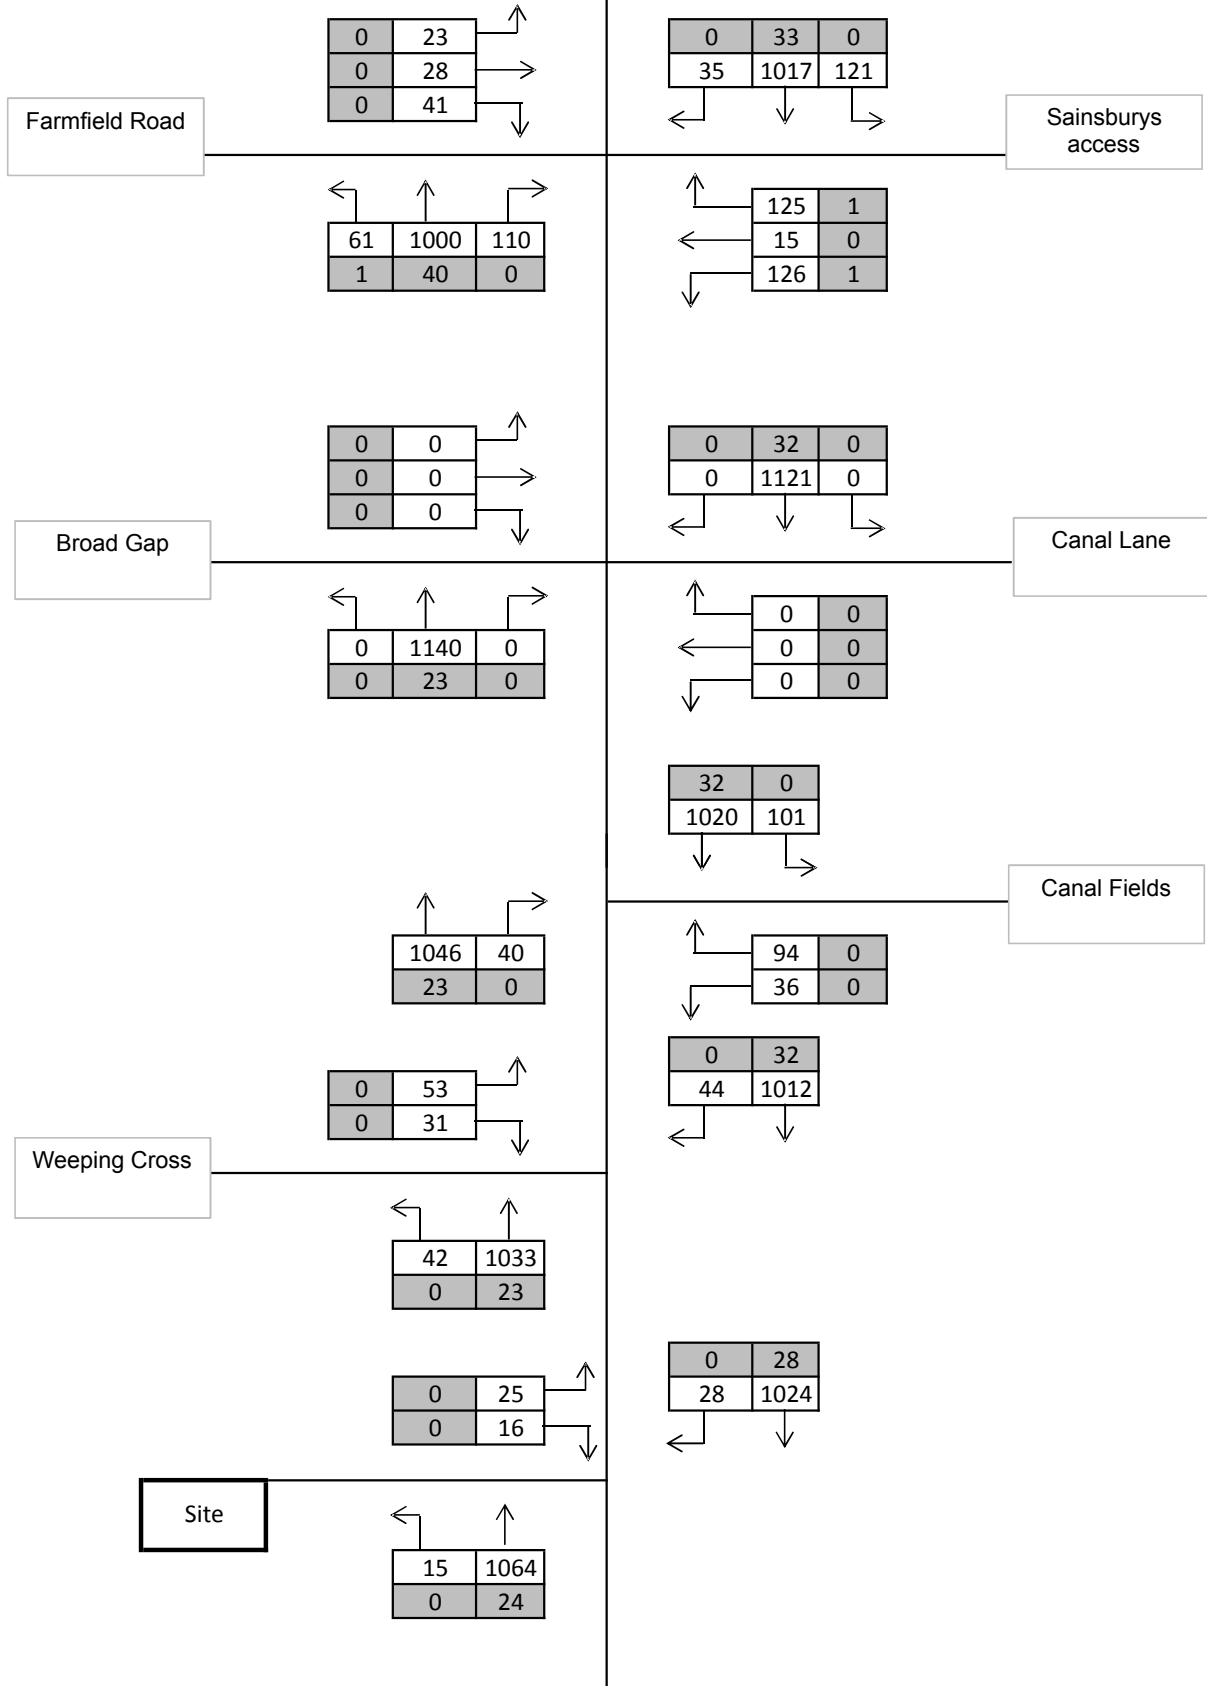 0 23
0 28
0 41
0 33 0
35 1017 121
Farmfield Road
Sainsburys
access
61 1000 110
1 40 0
125 1
15 0
126 1
0 0
0 0
0 0
0 32 0
0 1121 0
Broad Gap
Canal Lane
0 1140 0
0 23 0
0 0
0 0
0 0
32 0
1020 101
Canal Fields
1046 40
23 0
94 0
36 0
0 32
44 1012
0 53
0 31
Weeping Cross
42 1033
0 23
0 28
28 1024
0 25
0 16
Site
15 1064
0 24